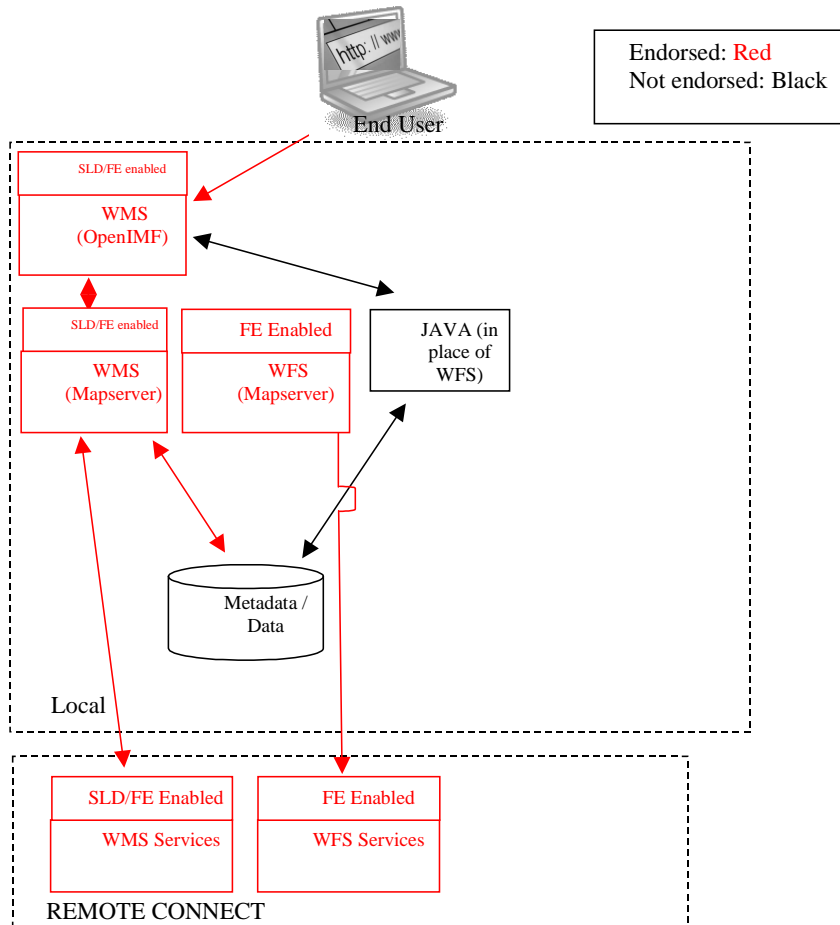 http: // www
Endorsed: Red
Not endorsed: Black
End User
SLD/FE enabled
WMS
(OpenIMF)
SLD/FE enabled
WMS
(Mapserver)
FE Enabled
WFS
(Mapserver)
JAVA (in
place of
WFS)
Metadata /
Data
Local
SLD/FE Enabled
WMS Services
FE Enabled
WFS Services
REMOTE CONNECT